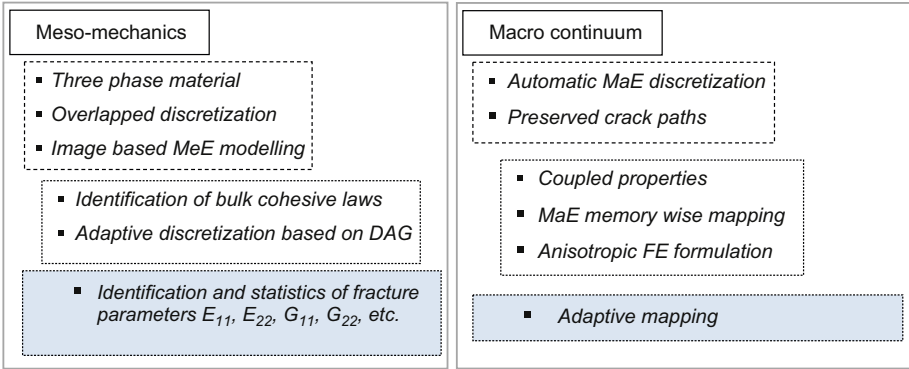 Meso-mechanics
▪ Three phase material
▪ Overlapped discretization
▪ Image based MeE modelling
▪ Identification of bulk cohesive laws
▪ Adaptive discretization based on DAG
▪ Identification and statistics of fracture
parameters E11, E22, G11, G22, etc.
Macro continuum
▪ Automatic MaE discretization
▪ Preserved crack paths
▪ Coupled properties
▪ MaE memory wise mapping
▪ Anisotropic FE formulation
▪ Adaptive mapping